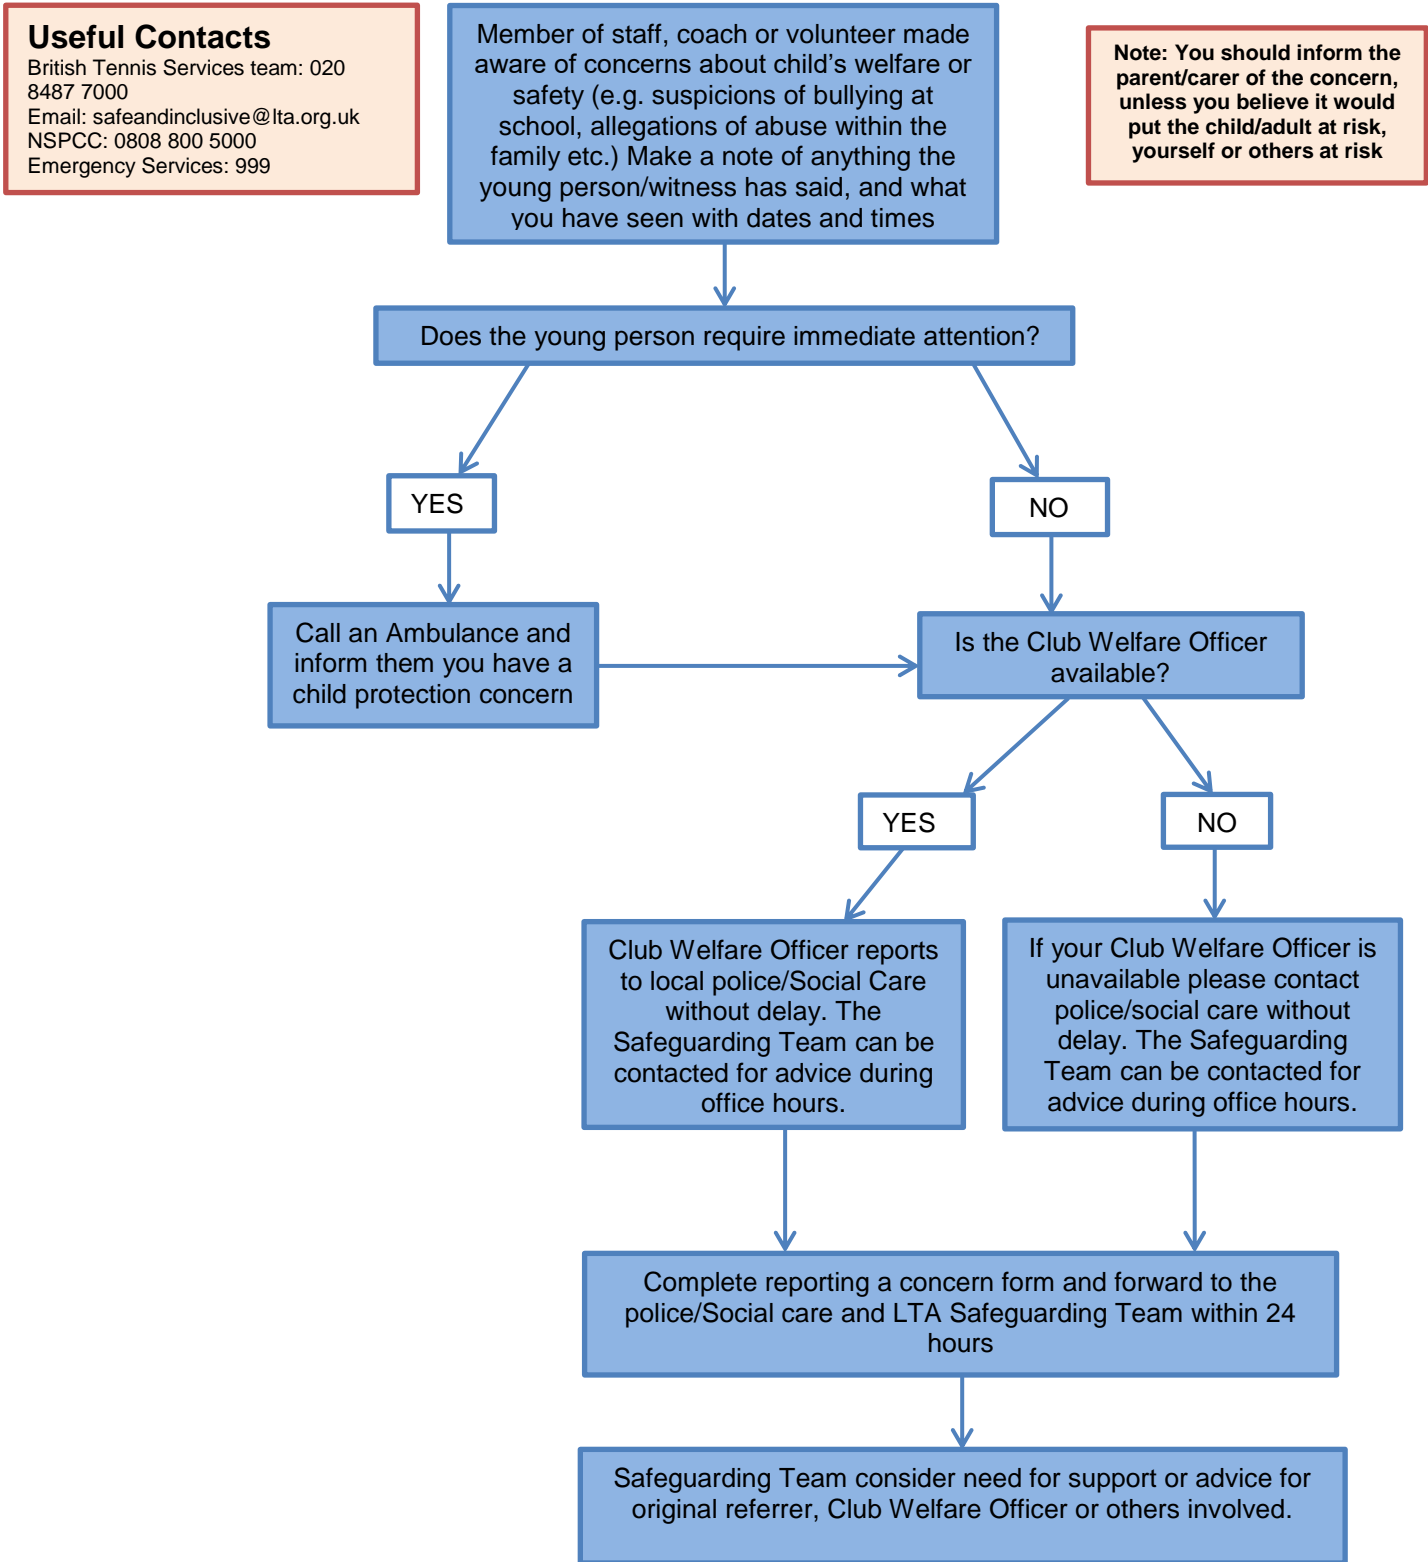 Useful Contacts
British Tennis Services team: 020
8487 7000
Email: safeandinclusive@lta.org.uk
NSPCC: 0808 800 5000
Emergency Services: 999
Member of staff, coach or volunteer made
aware of concerns about child’s welfare or
safety (e.g. suspicions of bullying at
school, allegations of abuse within the
family etc.) Make a note of anything the
young person/witness has said, and what
you have seen with dates and times
Note: You should inform the
parent/carer of the concern,
unless you believe it would
put the child/adult at risk,
yourself or others at risk
Does the young person require immediate attention?
YES
NO
Call an Ambulance and
inform them you have a
child protection concern
Is the Club Welfare Officer
available?
YES
NO
Club Welfare Officer reports
to local police/Social Care
without delay. The
Safeguarding Team can be
contacted for advice during
office hours.
If your Club Welfare Officer is
unavailable please contact
police/social care without
delay. The Safeguarding
Team can be contacted for
advice during office hours.
Complete reporting a concern form and forward to the
police/Social care and LTA Safeguarding Team within 24
hours
Safeguarding Team consider need for support or advice for
original referrer, Club Welfare Officer or others involved.